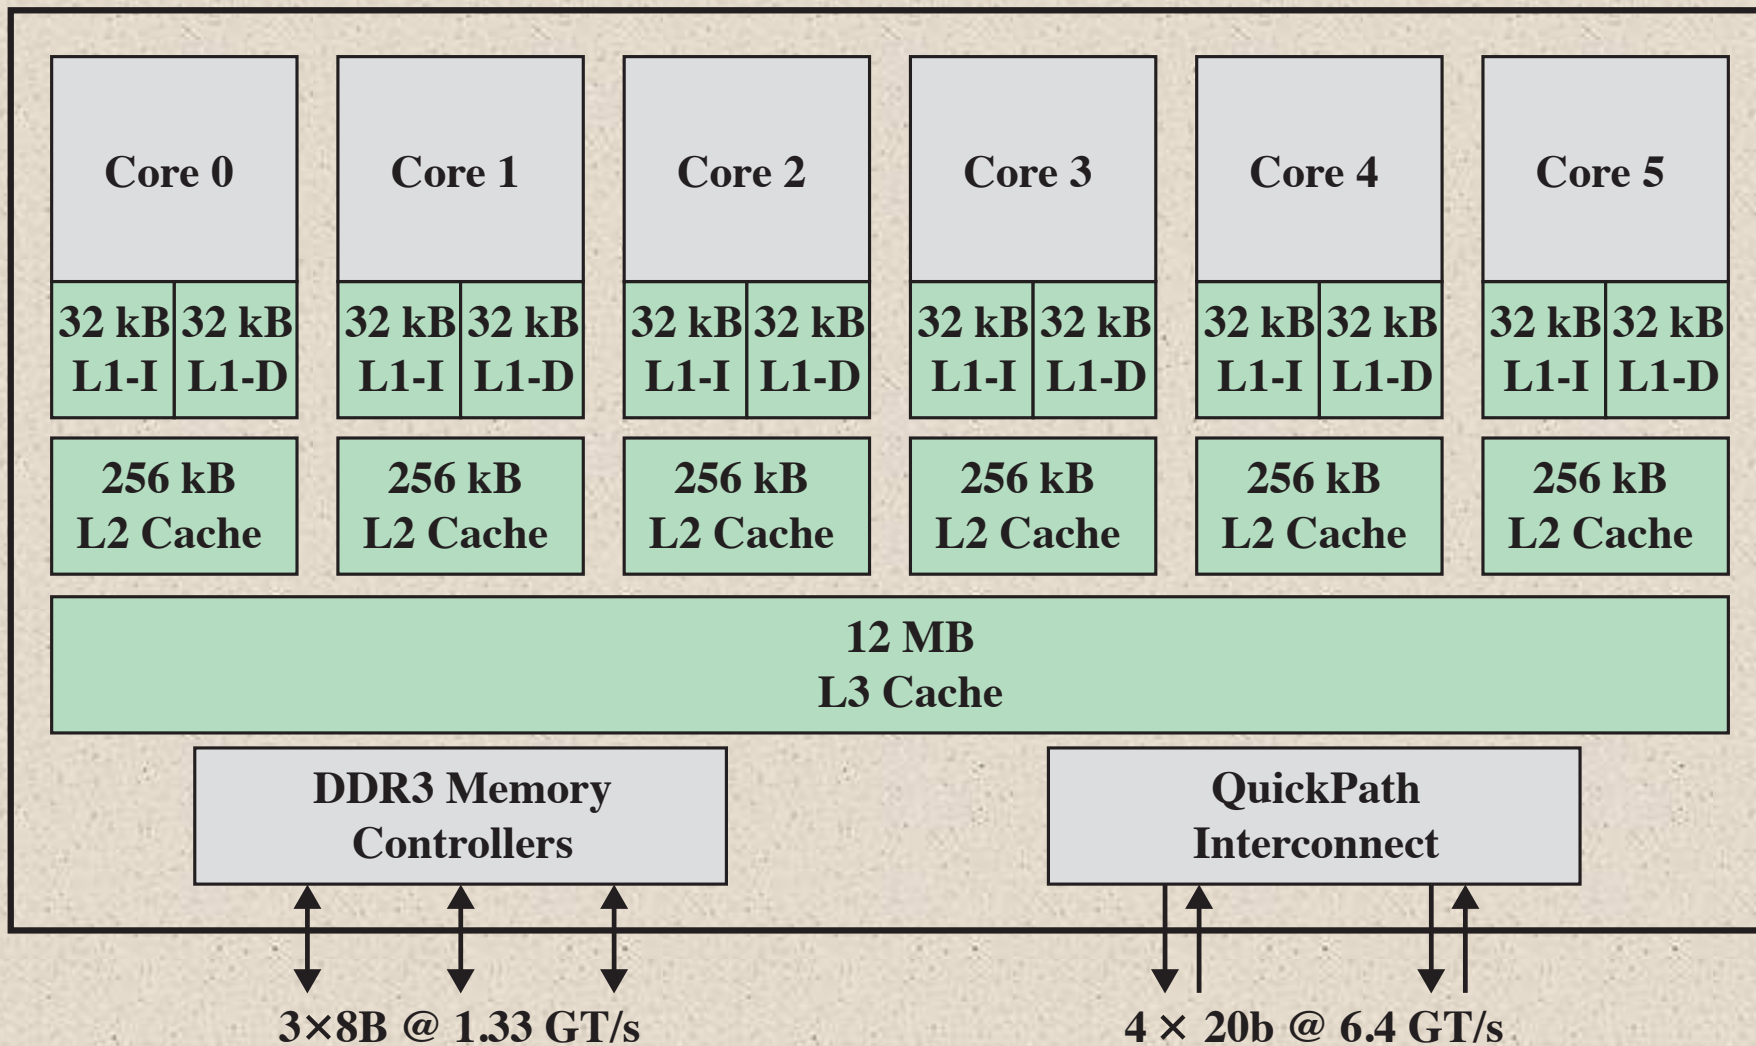 Core 0
Core 1
Core 2
Core 3
Core 4
Core 5
32 kB
L1-I
32 kB
L1-D
32 kB
L1-I
32 kB
L1-D
32 kB
L1-I
32 kB
L1-D
32 kB
L1-I
32 kB
L1-D
32 kB
L1-I
32 kB
L1-D
32 kB
L1-I
32 kB
L1-D
256 kB
L2 Cache
256 kB
L2 Cache
256 kB
L2 Cache
256 kB
L2 Cache
256 kB
L2 Cache
256 kB
L2 Cache
12 MB
L3 Cache
DDR3 Memory
Controllers
QuickPath
Interconnect
3×8B @ 1.33 GT/s
4 × 20b @ 6.4 GT/s